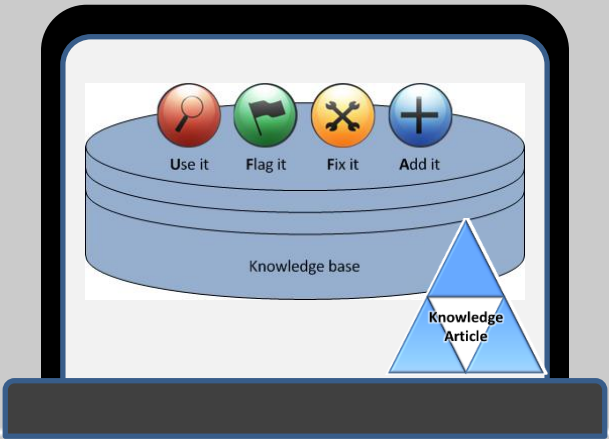 Use it Flag it Fix it Add it
Knowledge base
Knowledge
Article